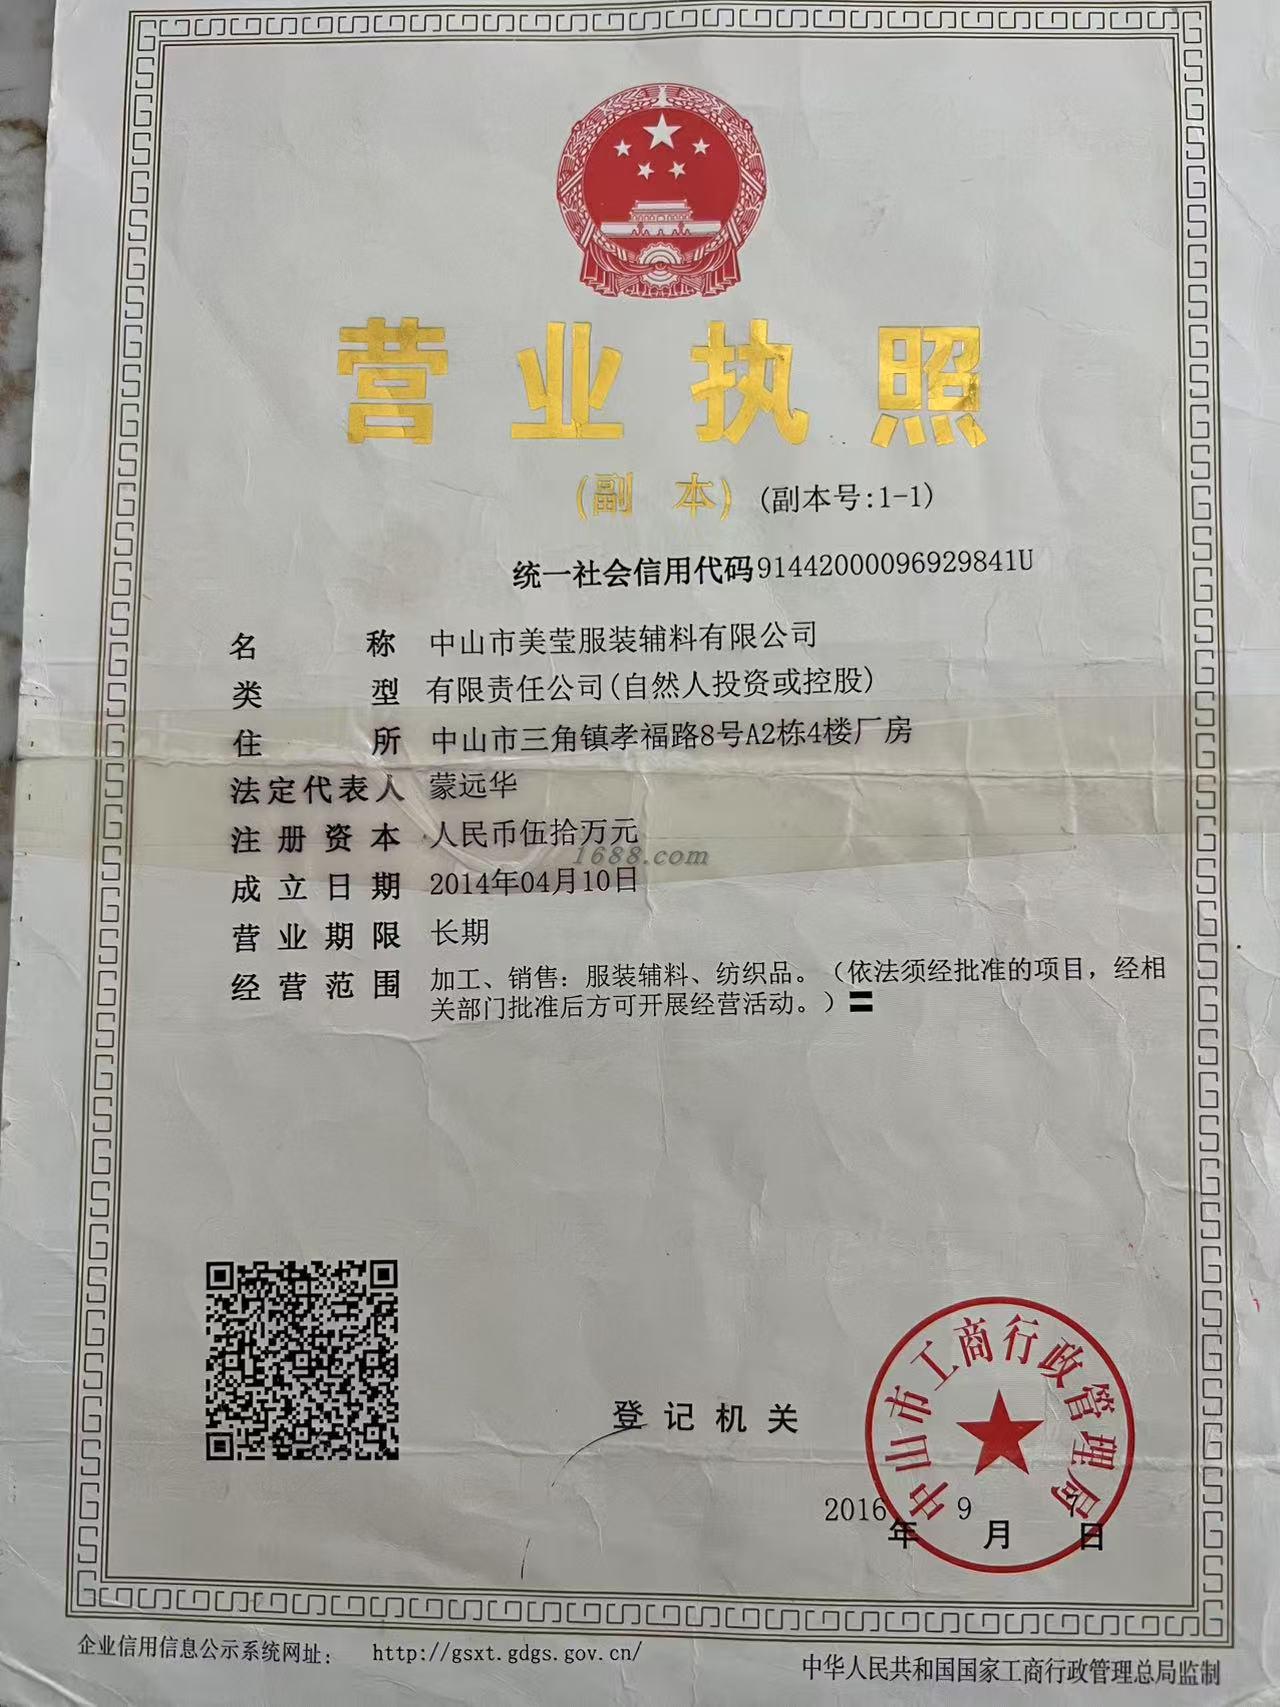 营业执照
(副 本) (副本号:1-1)
统一社会信用代码91442000096929841U
名 称 中山市美莹服装辅料有限公司
类 型 有限责任公司(自然人投资或控股)
住 所 中山市三角镇孝福路8号A2栋4楼厂房
法定代表人 蒙远华
注册资本 人民币伍拾万元
1688.com
成立日期 2014年04月10日
营业期限 长期
经营范围 加工、销售：服装辅料、纺织品。（依法须经批准的项目，经相
关部门批准后方可开展经营活动。）〓
中山市工商行政管理局
登记机关
2016年9月 日
企业信用信息公示系统网址： http://gsxt.gdgs.gov.cn/
中华人民共和国国家工商行政管理总局监制